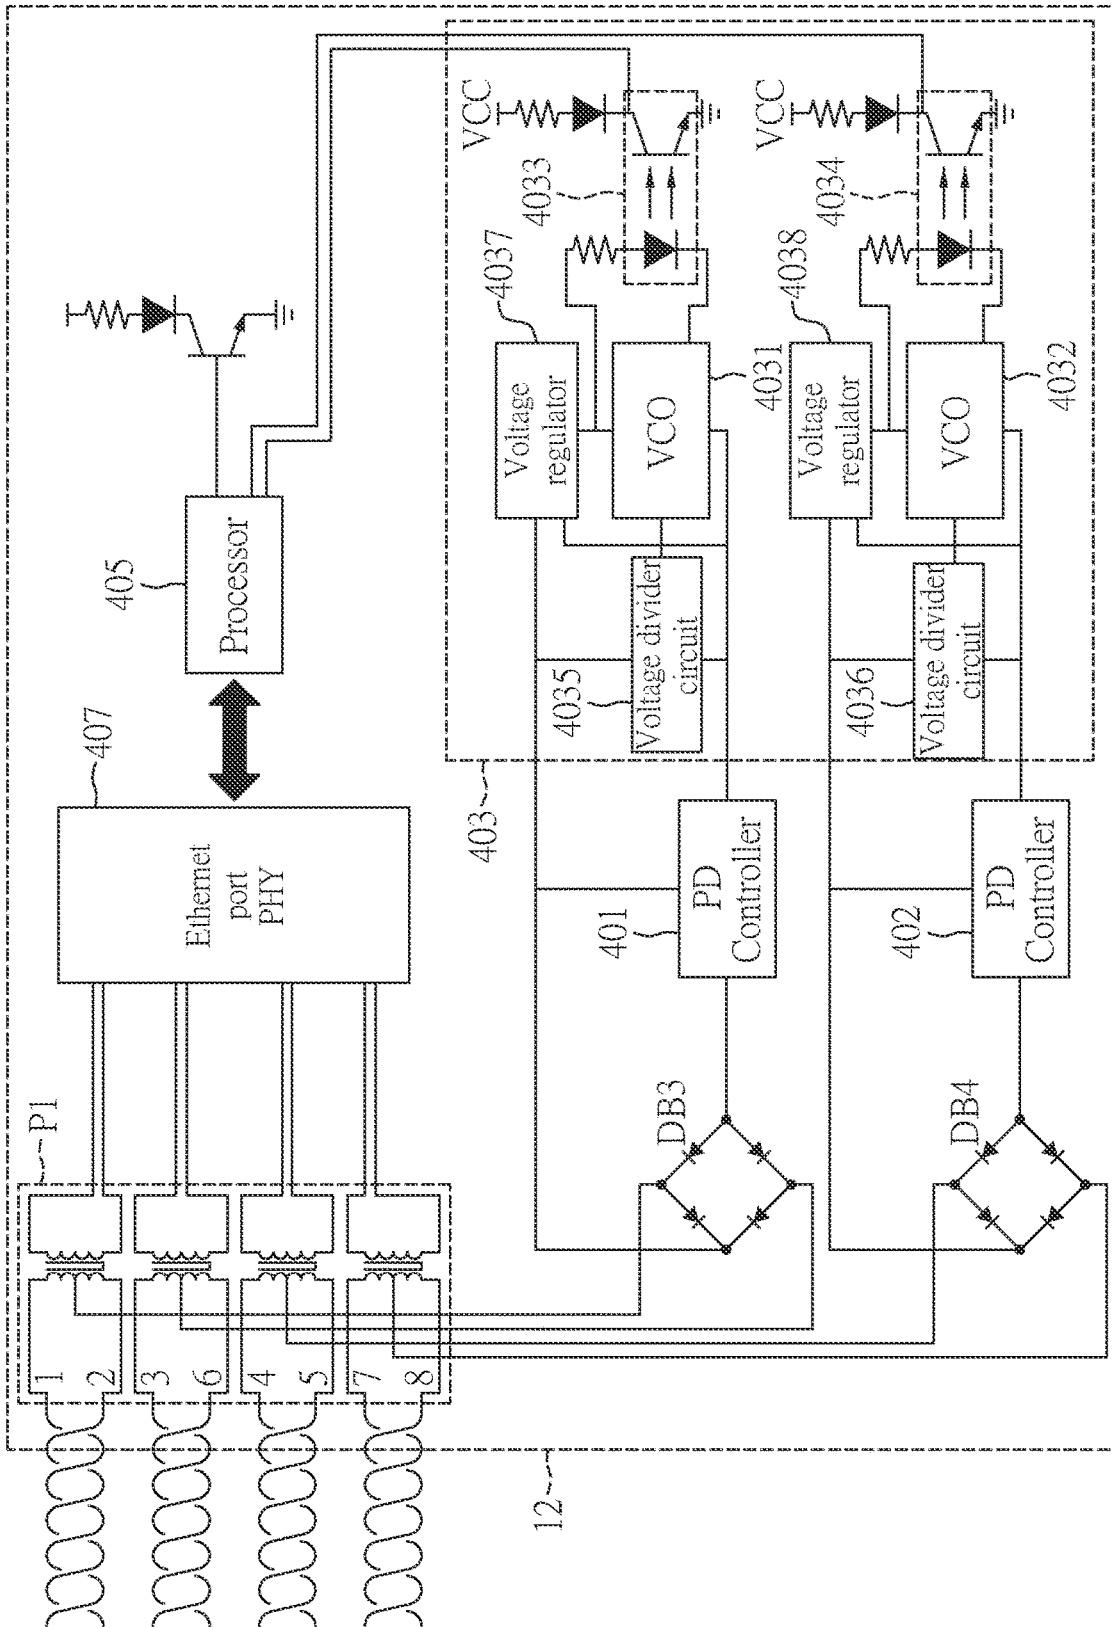 P1
1
2
3
6
4
5
7
8
12
407
Ethernet
port
PHY
405
Processor
403
DB3
401
PD
Controller
4035
Voltage divider
circuit
4037
Voltage
regulator
VCO
4031
4033
VCC
DB4
402
PD
Controller
4036
Voltage divider
circuit
4038
Voltage
regulator
VCO
4032
4034
VCC